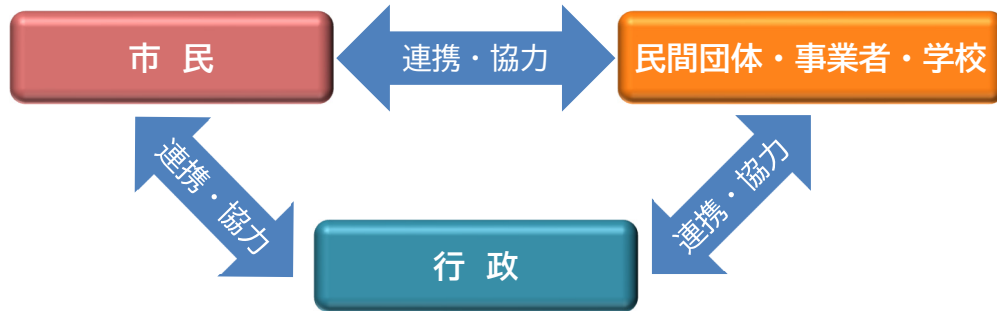 市 民
連携・協力
民間団体・事業者・学校
連携・協力
連携・協力
行 政